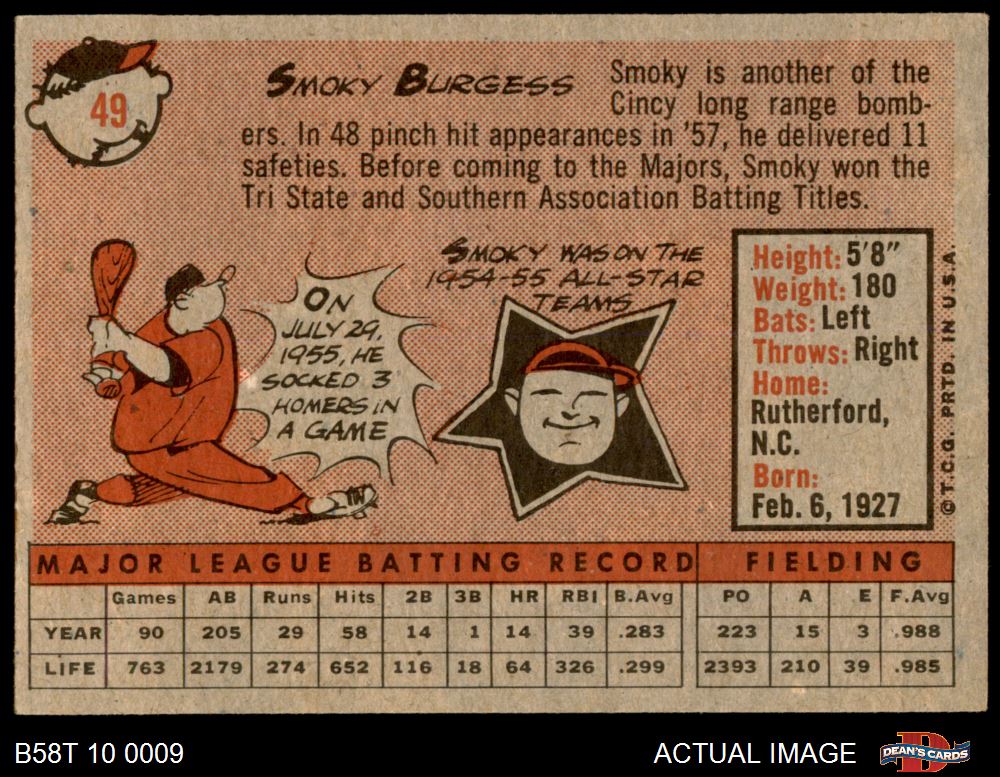 49
SMOKY BURGESS
Smoky is another of the
Cincy long range bomb-
ers. In 48 pinch hit appearances in '57, he delivered 11
safeties. Before coming to the Majors, Smoky won the
Tri State and Southern Association Batting Titles.
ON
JULY 29,
1955, HE
SOCKED 3
HOMERS IN
A GAME
SMOKY WAS ON THE
1954-55 ALL-STAR
TEAMS
Height: 5'8"
Weight: 180
Bats: Left
Throws: Right
Home:
Rutherford,
N.C.
Born:
Feb. 6, 1927
©T.C.G. PRTD. IN U.S.A.
MAJOR LEAGUE BATTING RECORD FIELDING
Games AB Runs Hits 2B 3B HR RBI B.Avg PO A E F.Avg
YEAR 90 205 29 58 14 1 14 39 .283 223 15 3 .988
LIFE 763 2179 274 652 116 18 64 326 .299 2393 210 39 .985
B58T 10 0009 ACTUAL IMAGE
D
DEAN'S CARDS